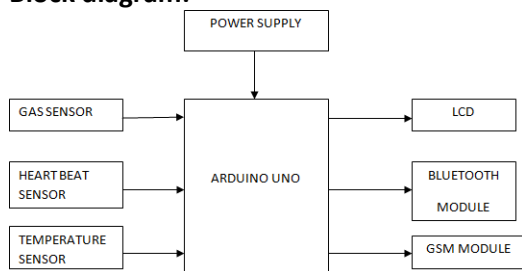 Block diagram:
POWER SUPPLY
GAS SENSOR
HEART BEAT
SENSOR
TEMPERATURE
SENSOR
ARDUINO UNO
LCD
BLUETOOTH
MODULE
GSM MODULE